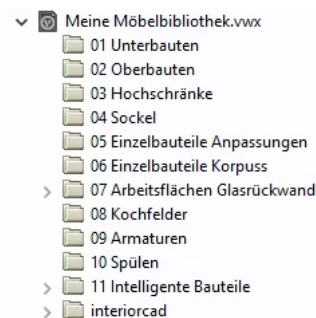 Meine Möbelbibliothek.vwx
01 Unterbauten
02 Oberbauten
03 Hochschränke
04 Sockel
05 Einzelbauteile Anpassungen
06 Einzelbauteile Korpuss
07 Arbeitsflächen Glasrückwand
08 Kochfelder
09 Armaturen
10 Spülen
11 Intelligente Bauteile
interiorcad